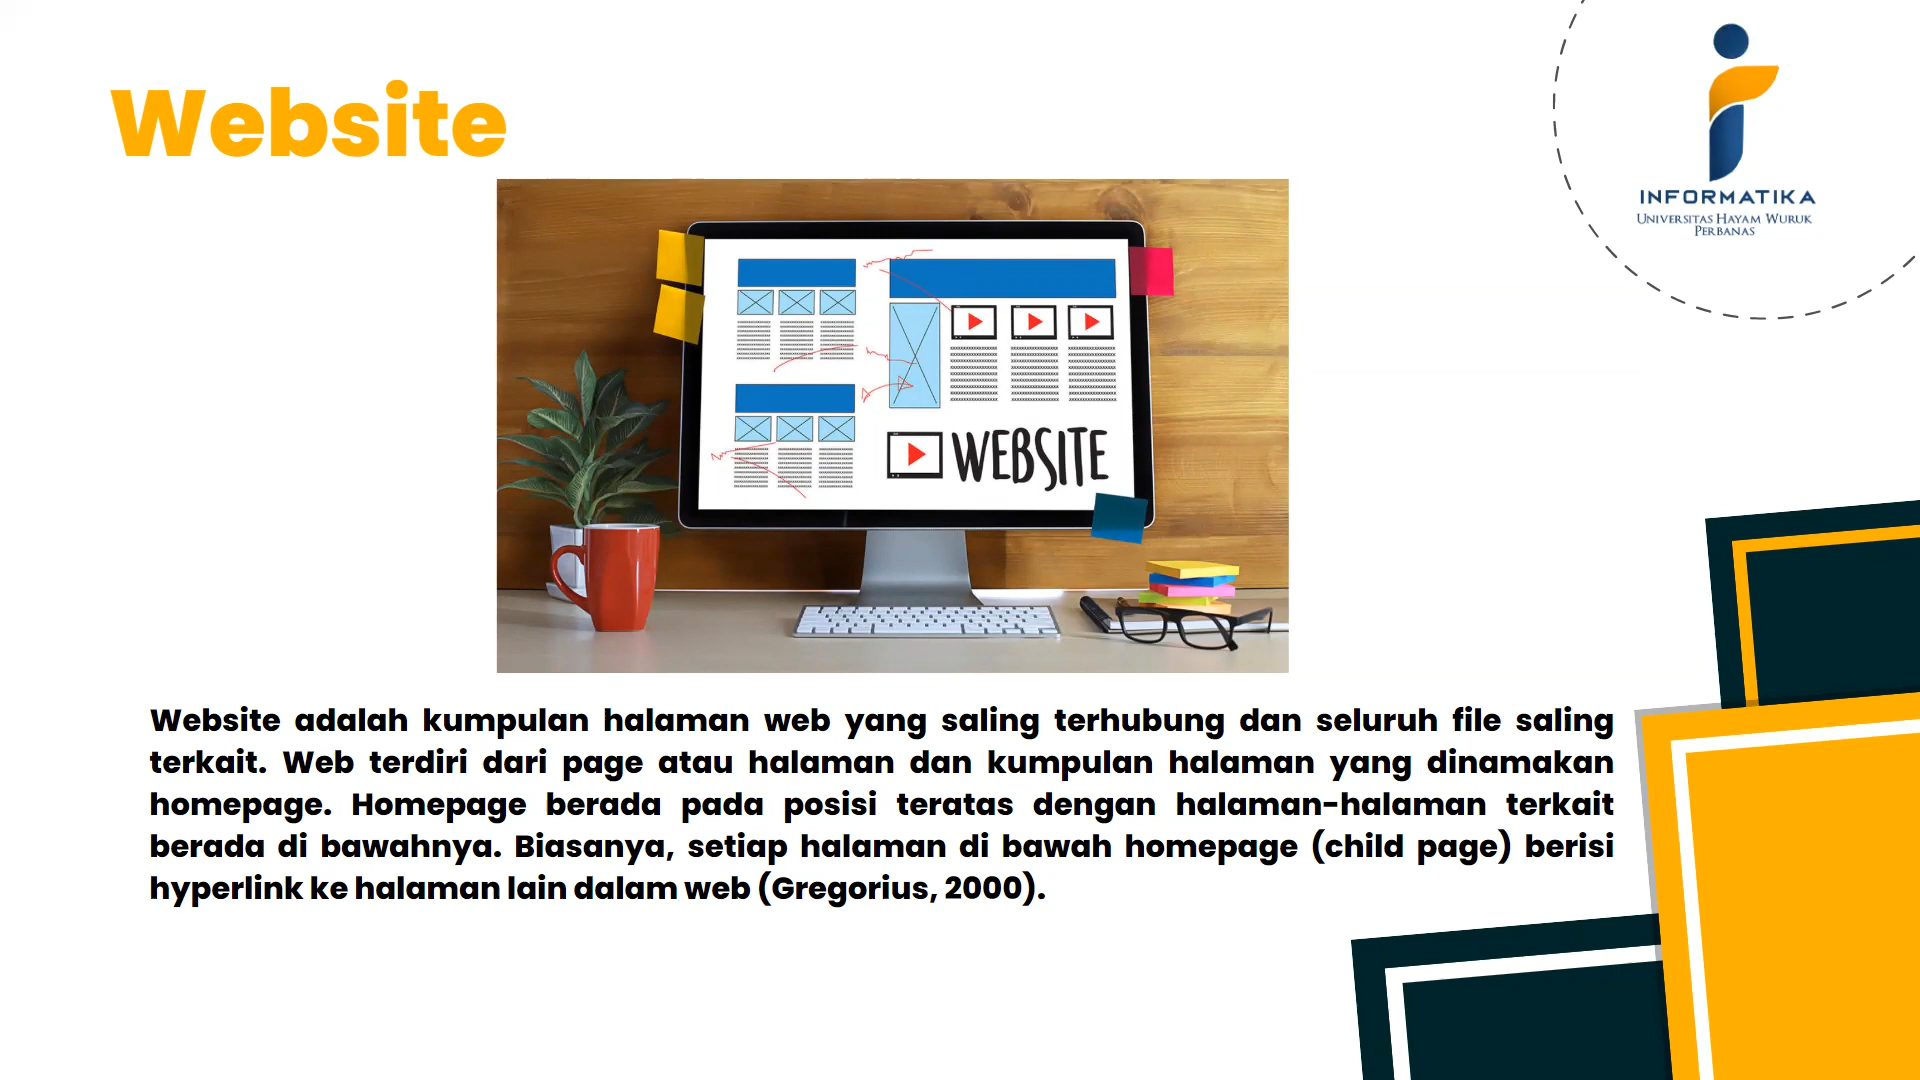 Website
INFORMATIKA
UNIVERSITAS HAYAM WURUK
PERBANAS
WEBSITE
Website adalah kumpulan halaman web yang saling terhubung dan seluruh file saling
terkait. Web terdiri dari page atau halaman dan kumpulan halaman yang dinamakan
homepage. Homepage berada pada posisi teratas dengan halaman-halaman terkait
berada di bawahnya. Biasanya, setiap halaman di bawah homepage (child page) berisi
hyperlink ke halaman lain dalam web (Gregorius, 2000).